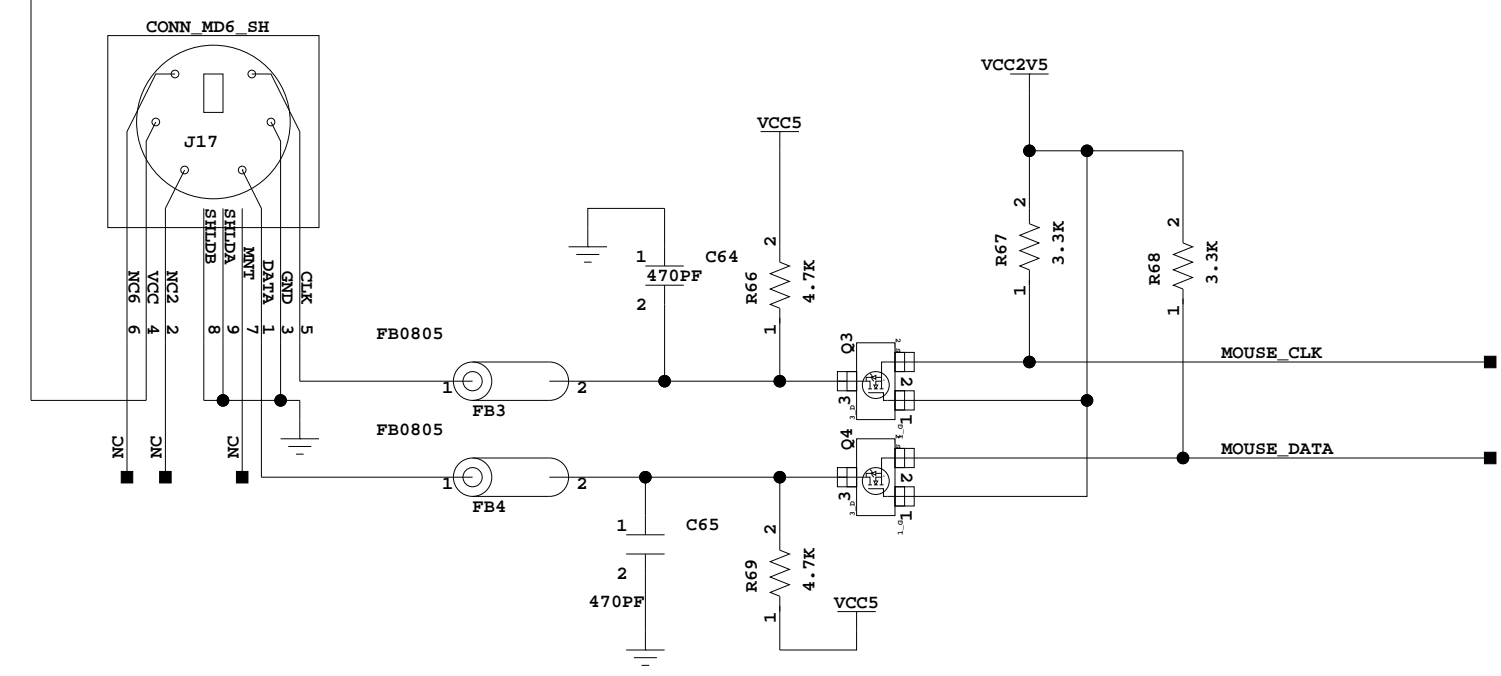 CONN_MD6_SH
J17
SHLDB
SHLDA
MNT
DATA
GND
CLK
NC6
VCC
NC2
6
4
2
8
9
7
1
3
5
NC
NC
NC
FB0805
1
2
FB3
FB0805
1
2
FB4
1
C64
470PF
2
VCC5
2
R66
4.7K
1
1
C65
2
470PF
2
R69
4.7K
1
VCC5
Q3
2
3
1
3_D
Q4
2
3
1
3_D
1_G
VCC2V5
2
R67
3.3K
1
2
R68
3.3K
1
MOUSE_CLK
MOUSE_DATA